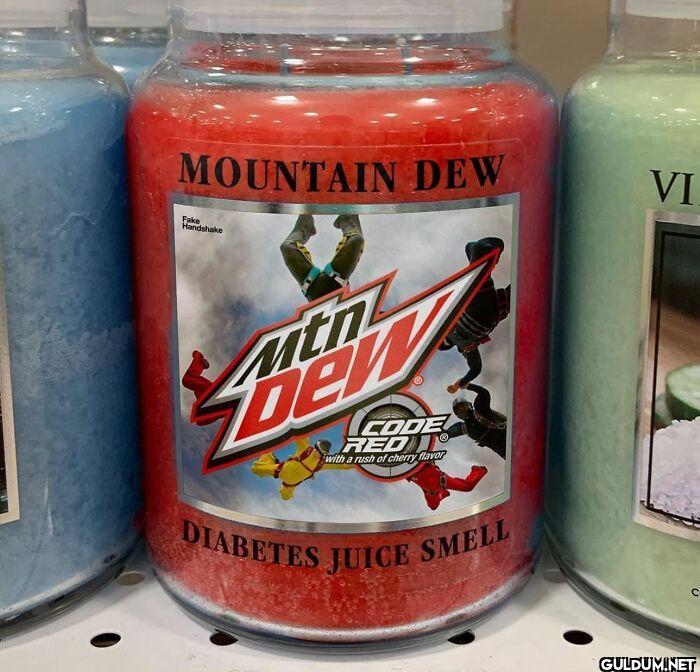 MOUNTAIN DEW
VI
Fake
Handshake
Mtn
DEW
®
CODE
RED ®
with a rush of cherry flavor
DIABETES JUICE SMELL
C
GULDUM.NET